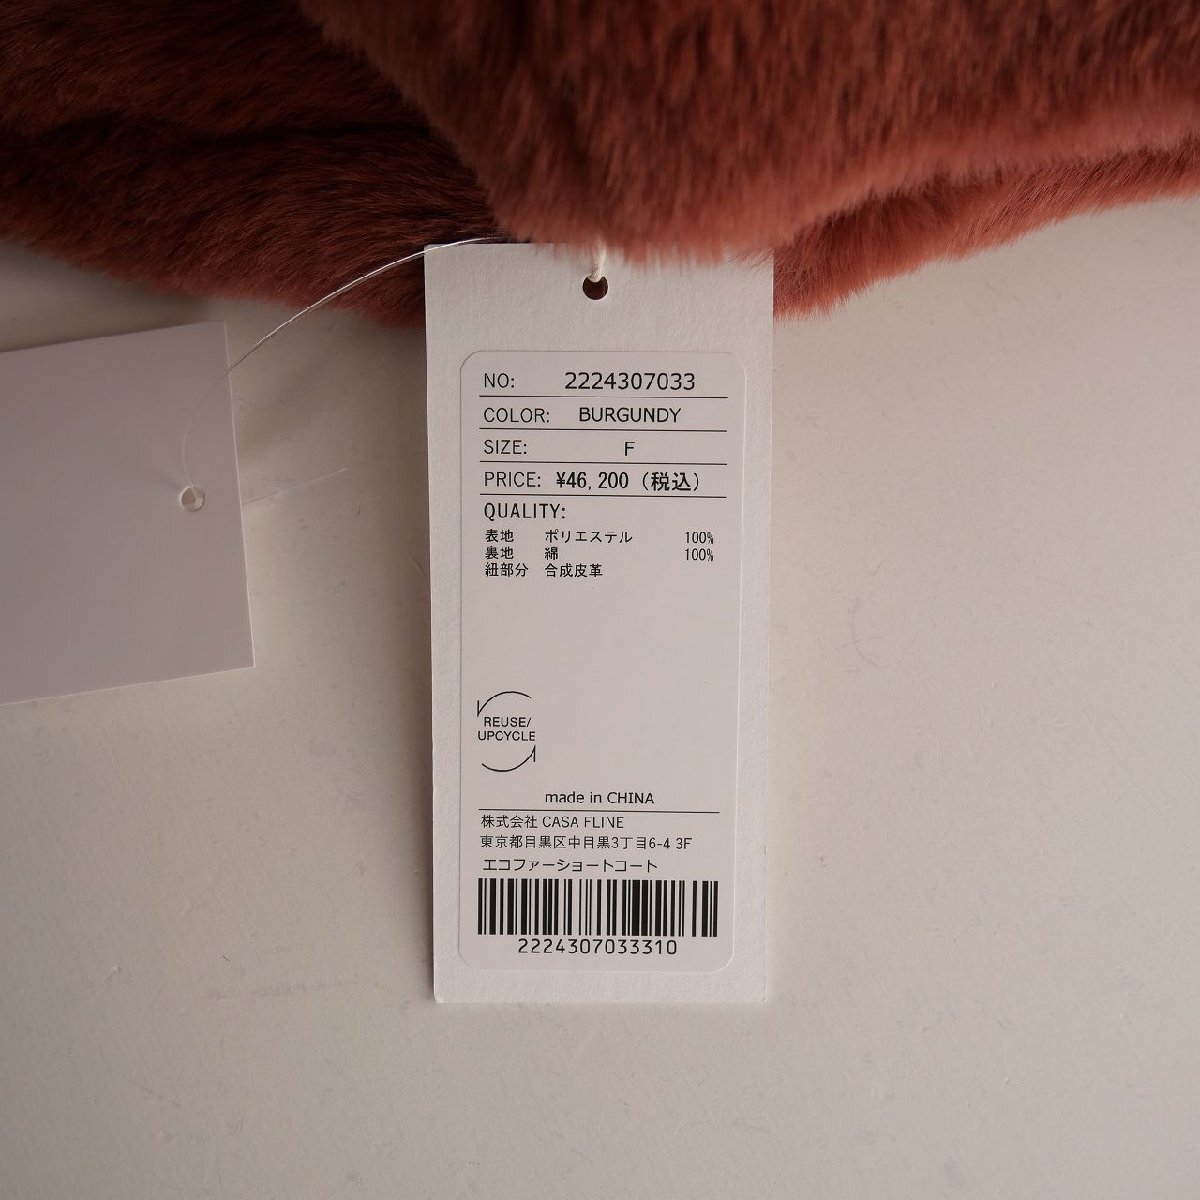 NO: 2224307033
COLOR: BURGUNDY
SIZE: F
PRICE: ¥46,200 (税込)
QUALITY:
表地 ポリエステル 100%
裏地 綿 100%
紐部分 合成皮革
REUSE/
UPCYCLE
made in CHINA
株式会社 CASA FLINE
東京都目黒区中目黒3丁目6-4 3F
エコファーショートコート
2224307033310